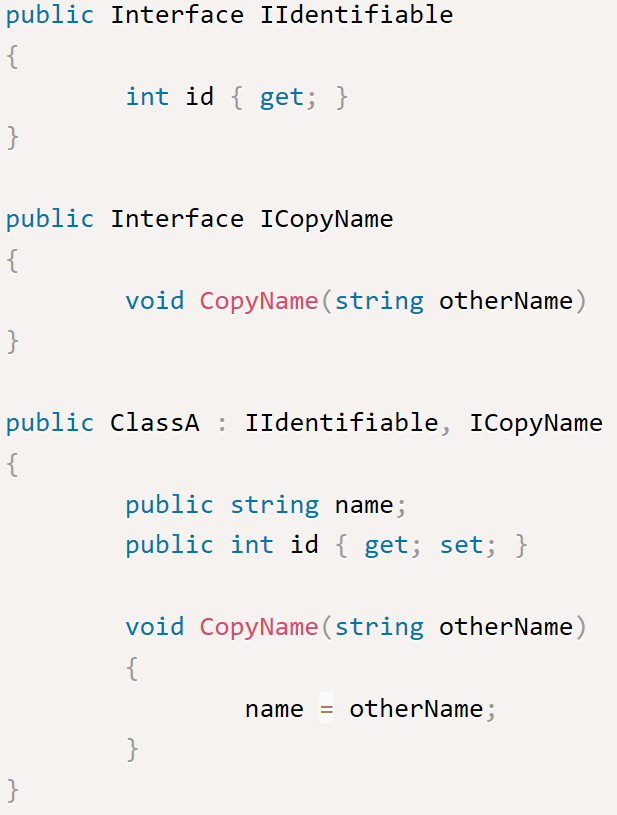 public Interface IIdentifiable
{
int id { get; }
}
public Interface ICopyName
{
void CopyName(string otherName)
}
public ClassA : IIdentifiable, ICopyName
{
public string name;
public int id { get; set; }
void CopyName(string otherName)
{
name = otherName;
}
}